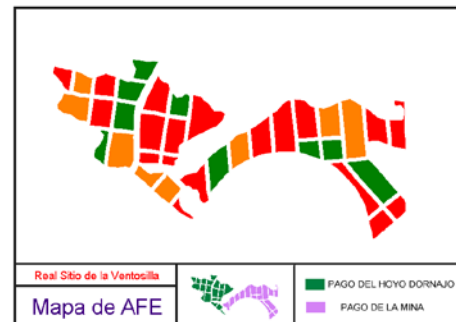 Real Sitio de la Ventosilla
Mapa de AFE
PAGO DEL HOYO DORNAJO
PAGO DE LA MINA